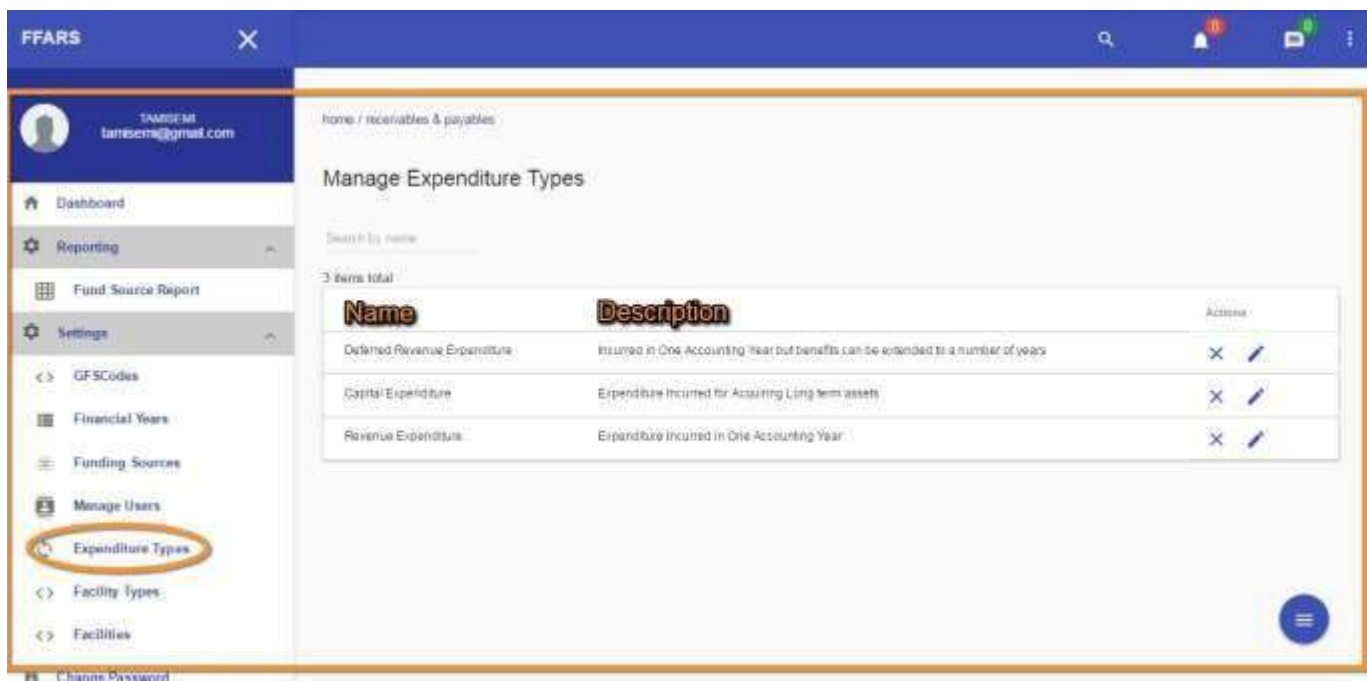 FFARS
0
0
TAMISEMI
tamisemi@gmail.com
Dashboard
Reporting
Fund Source Report
Settings
GFSCodes
Financial Years
Funding Sources
Manage Users
Expenditure Types
Facility Types
Facilities
Change Password
home / receivables & payables
Manage Expenditure Types
Search by name
3 items total
Name Description Actions
Deferred Revenue Expenditure Incurred in One Accounting Year but benefits can be extended to a number of years
Capital Expenditure Expenditure Incurred for Acquiring Long term assets
Revenue Expenditure Expenditure Incurred in One Accounting Year